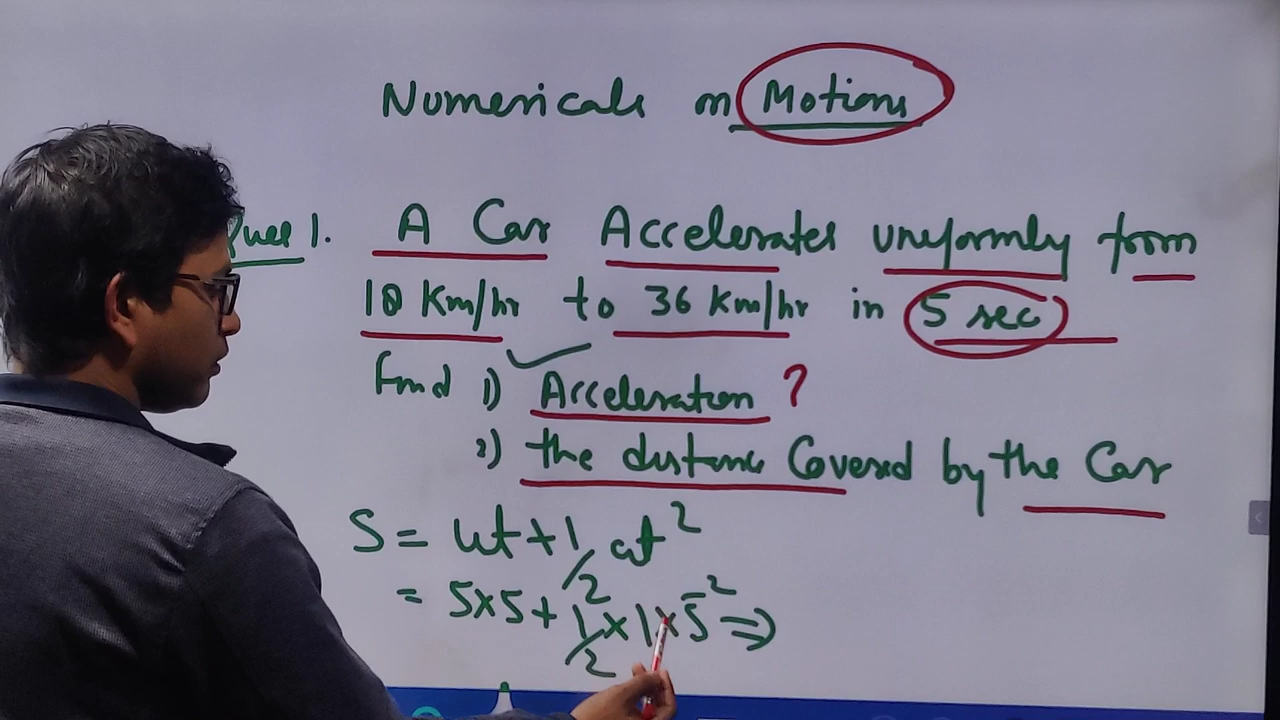 Numericals on Motions
Ques 1. A Car Accelerates uniformly from
18 Km/hr to 36 Km/hr in 5 sec
Find 1) Acceleration ?
2) the distance Covered by the Car
S = ut + 1/2 at²
= 5×5 + 1/2 × 1 × 5² ⇒